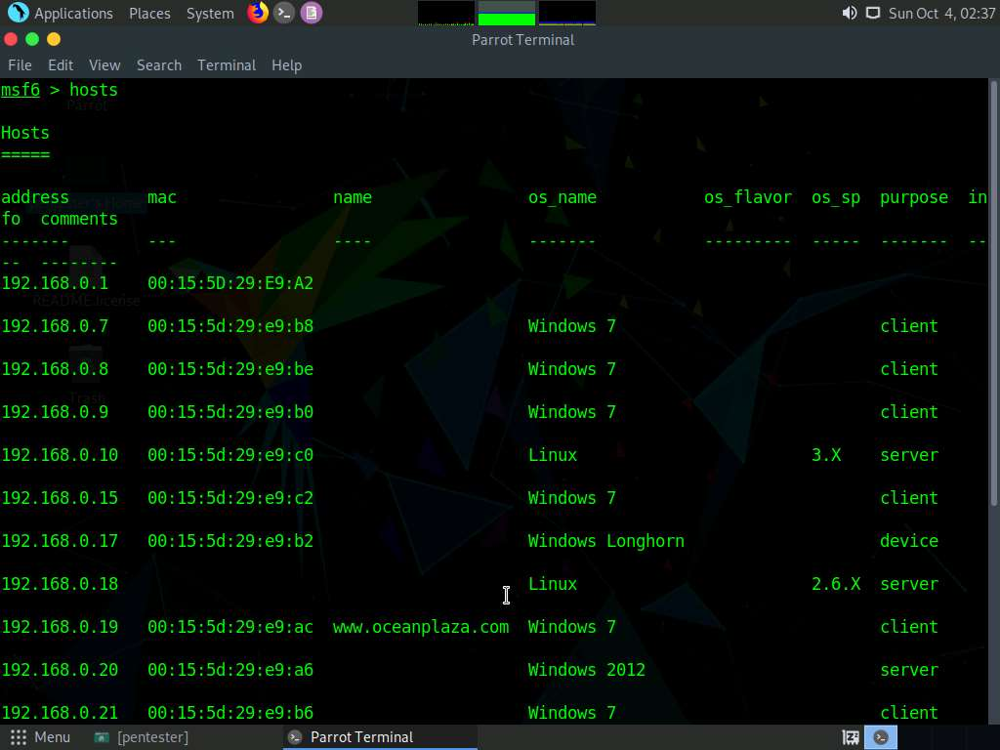 Applications Places System Sun Oct 4, 02:37
Parrot Terminal
File Edit View Search Terminal Help
msf6 > hosts
Parrot
Hosts
=====
address mac name os_name os_flavor os_sp purpose in
fo comments
------- --- ---- ------- --------- ----- ------- --
-- --------
192.168.0.1 00:15:5D:29:E9:A2
README.license
192.168.0.7 00:15:5d:29:e9:b8 Windows 7 client
192.168.0.8 00:15:5d:29:e9:be Windows 7 client
Trash
192.168.0.9 00:15:5d:29:e9:b0 Windows 7 client
192.168.0.10 00:15:5d:29:e9:c0 Linux 3.X server
192.168.0.15 00:15:5d:29:e9:c2 Windows 7 client
192.168.0.17 00:15:5d:29:e9:b2 Windows Longhorn device
192.168.0.18 Linux 2.6.X server
192.168.0.19 00:15:5d:29:e9:ac www.oceanplaza.com Windows 7 client
192.168.0.20 00:15:5d:29:e9:a6 Windows 2012 server
192.168.0.21 00:15:5d:29:e9:b6 Windows 7 client
Menu [pentester] Parrot Terminal